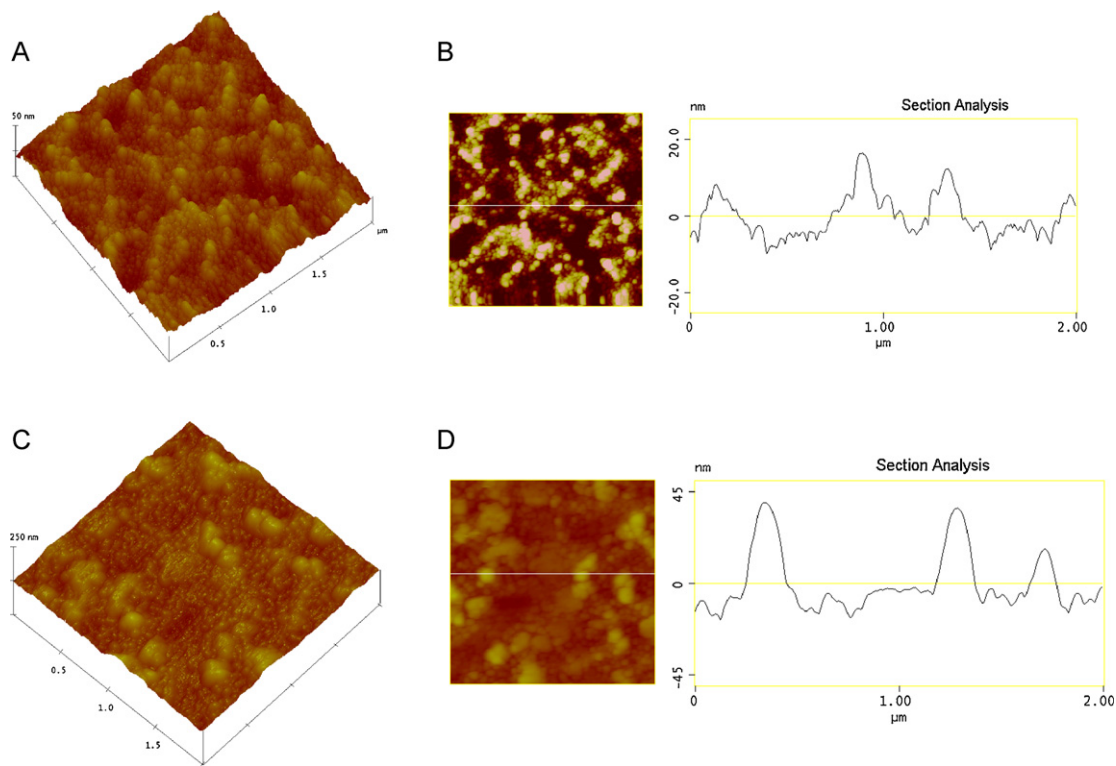 A
50 nm
0.5
1.0
1.5
µm
B
nm
Section Analysis
20.0
0
-20.0
0
1.00
2.00
µm
C
250 nm
0.5
1.0
1.5
D
nm
Section Analysis
45
0
-45
0
1.00
2.00
µm